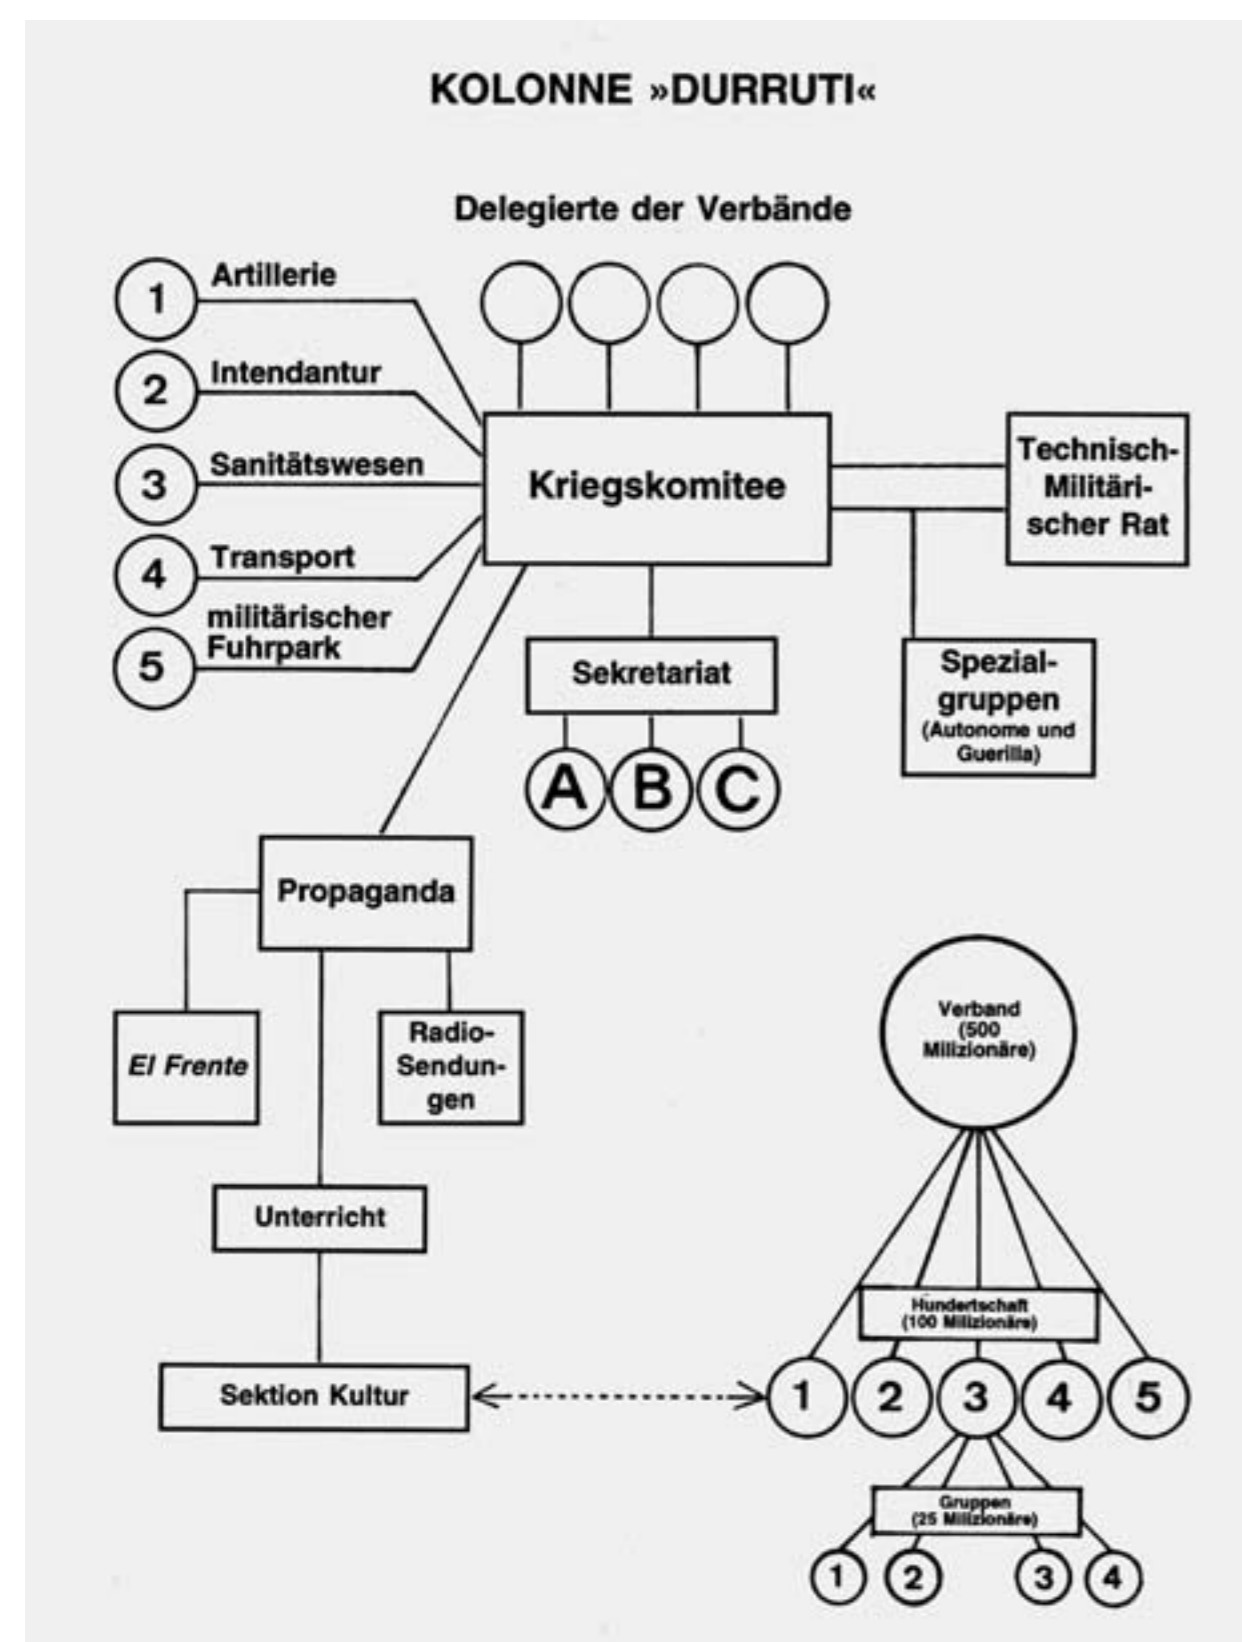 KOLONNE »DURRUTI«
Delegierte der Verbände
1
Artillerie
2
Intendantur
3
Sanitätswesen
4
Transport
5
militärischer
Fuhrpark
Kriegskomitee
Technisch-
Militäri-
scher Rat
Sekretariat
A
B
C
Spezial-
gruppen
(Autonome und
Guerilla)
Propaganda
El Frente
Radio-
Sendun-
gen
Unterricht
Sektion Kultur
Verband
(500
Milizionäre)
Hundertschaft
(100 Milizionäre)
1
2
3
4
5
Gruppen
(25 Milizionäre)
1
2
3
4